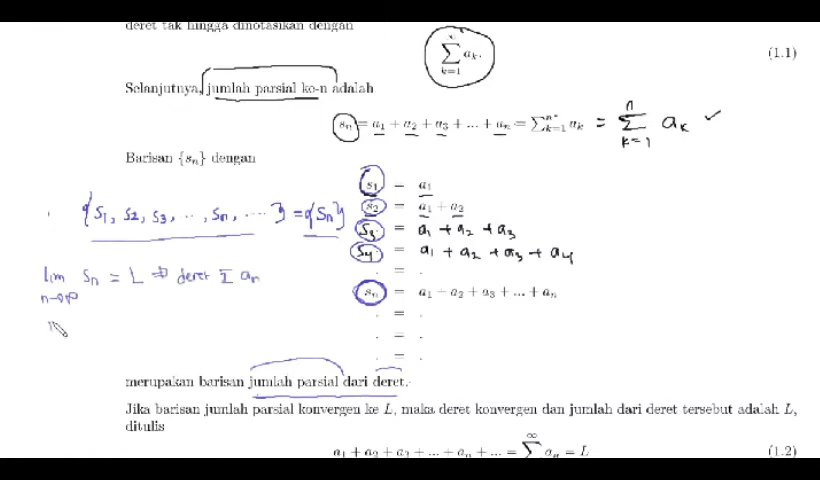 deret tak hingga dinotasikan dengan
∞
∑ a_k. (1.1)
k=1
Selanjutnya, jumlah parsial ke-n adalah
s_n = a_1 + a_2 + a_3 + ... + a_n = ∑_{k=1}^{n} a_k = ∑_{k=1}^{n} a_k ✓
Barisan {s_n} dengan
s_1 = a_1
{S_1, S_2, S_3, ..., S_n, ...} = {S_n}
s_2 = a_1 + a_2
S_3 = a_1 + a_2 + a_3
S_4 = a_1 + a_2 + a_3 + a_4
. = .
lim S_n = L ⇒ deret Σ a_n
n→∞
s_n = a_1 + a_2 + a_3 + ... + a_n
. = .
. = .
. = .
merupakan barisan jumlah parsial dari deret.
Jika barisan jumlah parsial konvergen ke L, maka deret konvergen dan jumlah dari deret tersebut adalah L,
ditulis
∞
a_1 + a_2 + a_3 + ... + a_n + ... = ∑ a_n = L (1.2)